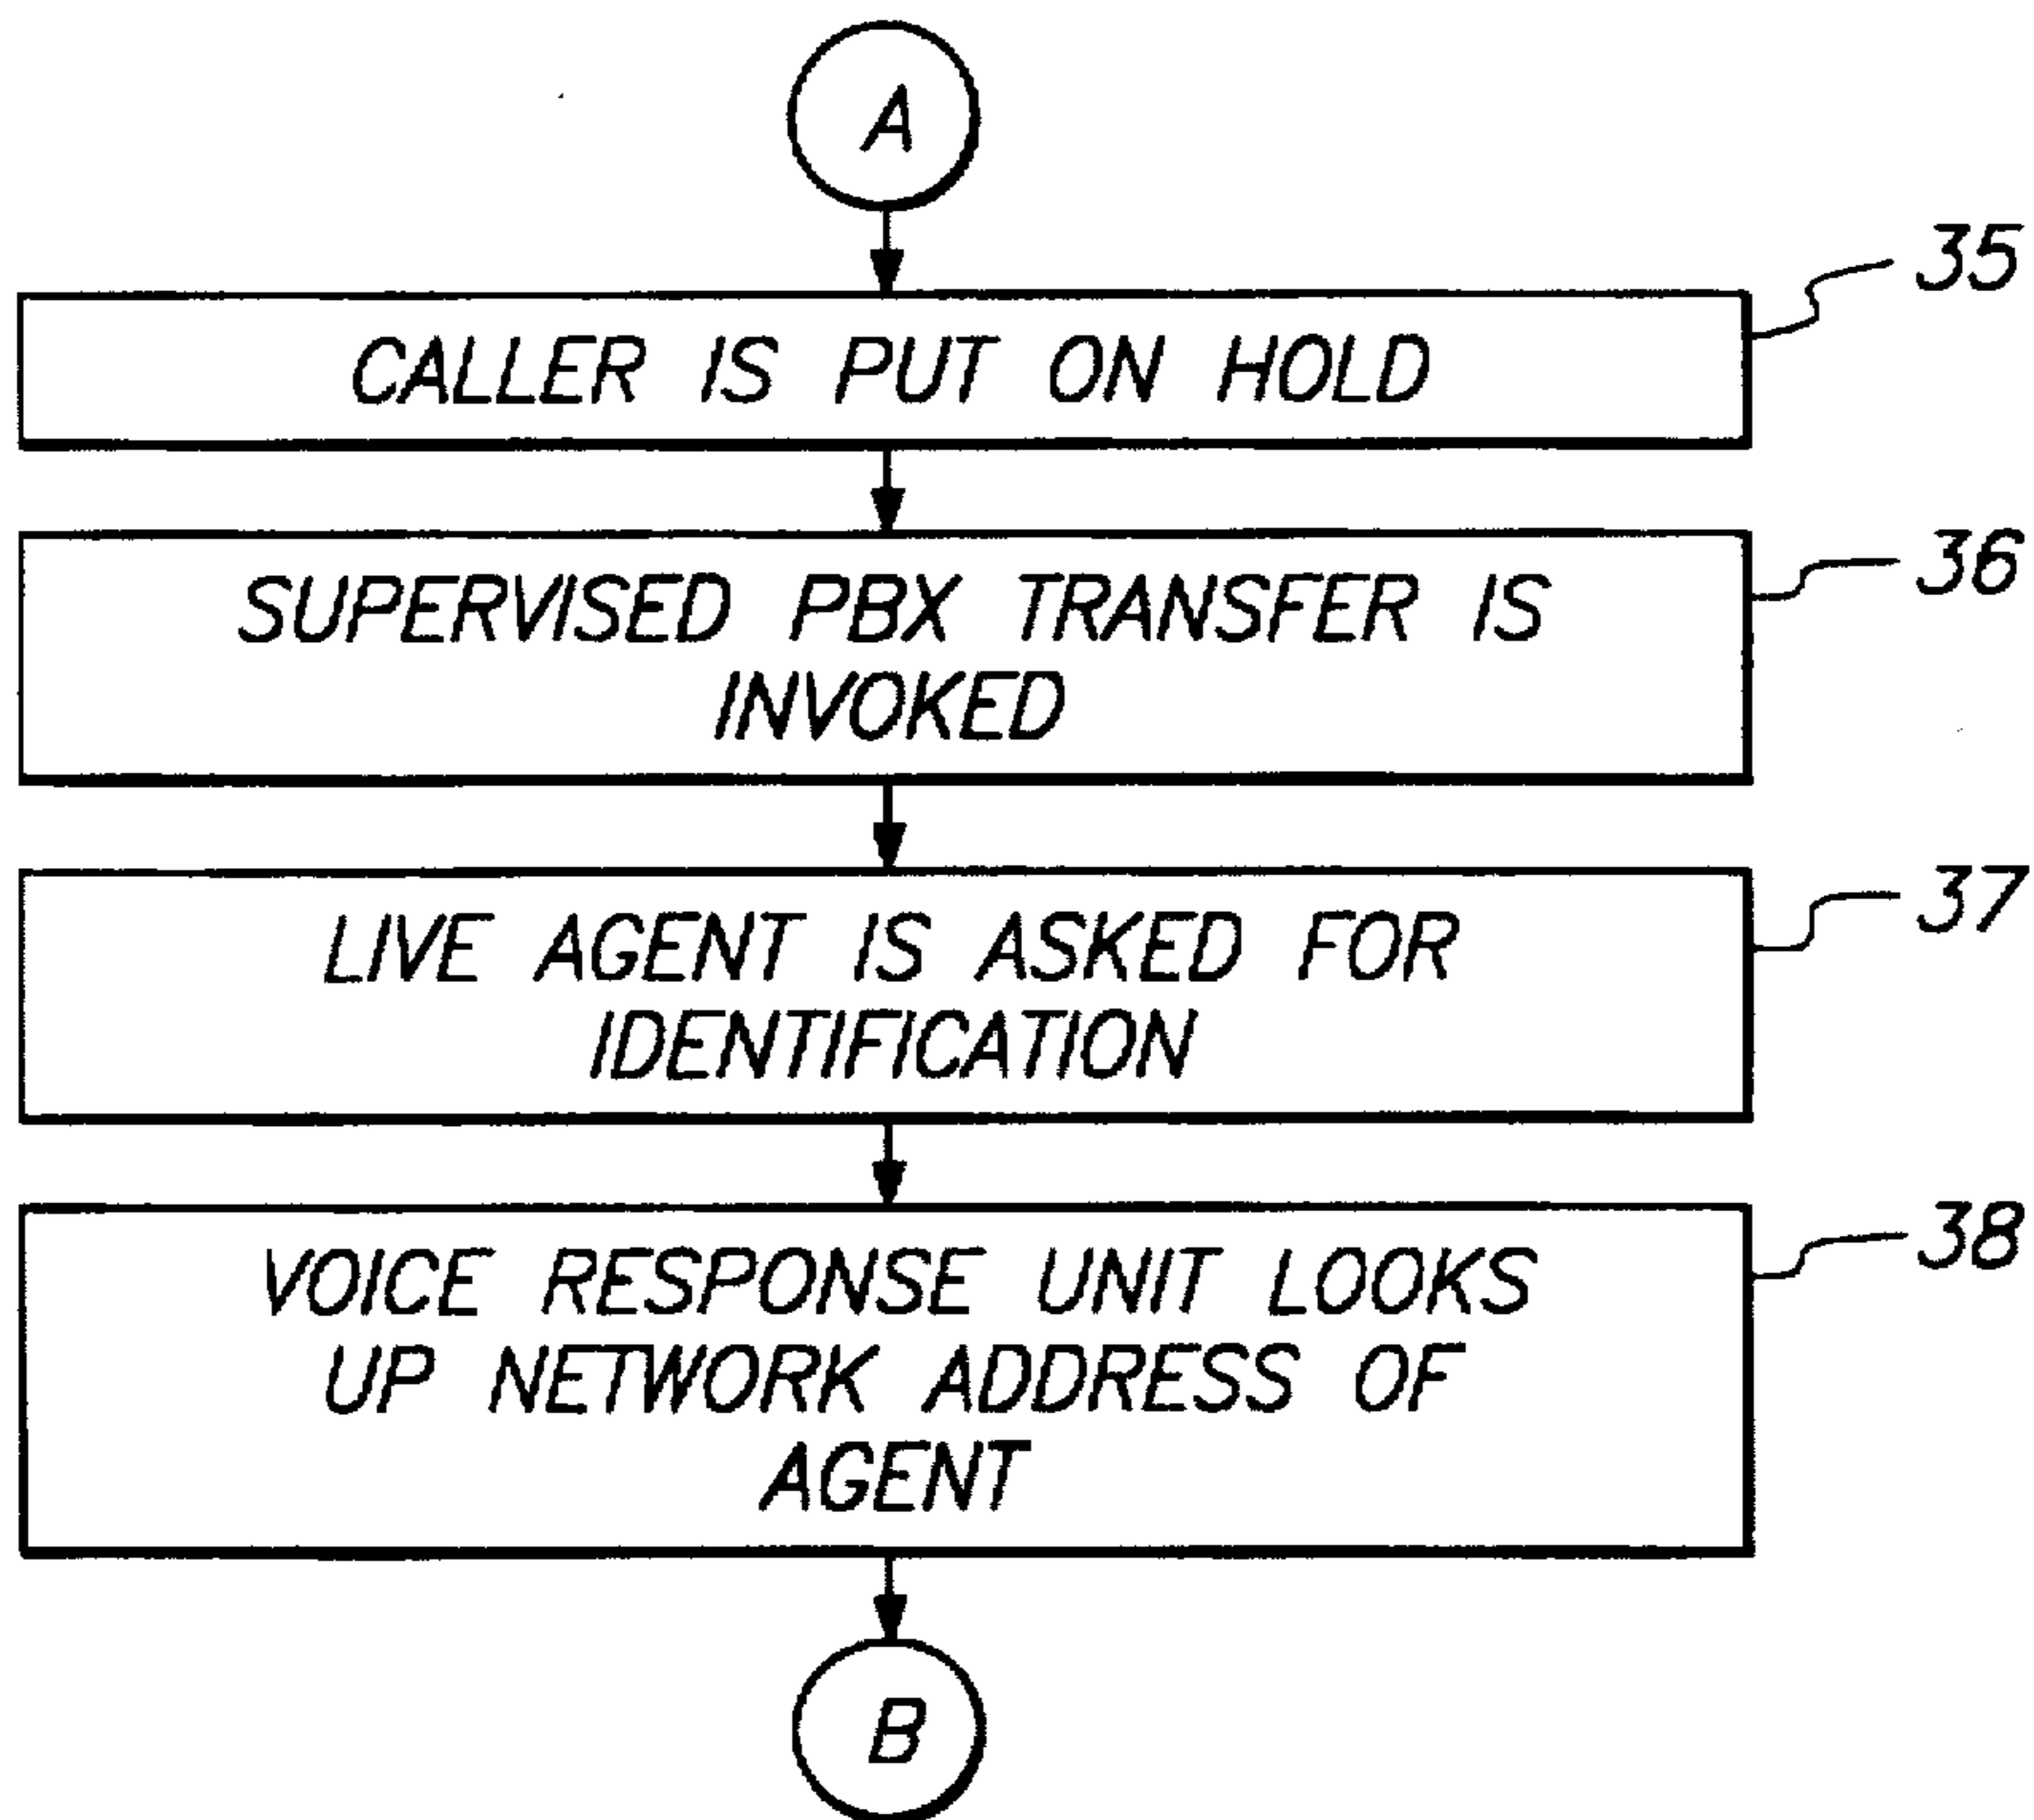 A
35
CALLER IS PUT ON HOLD
36
SUPERVISED PBX TRANSFER IS
INVOKED
37
LIVE AGENT IS ASKED FOR
IDENTIFICATION
38
VOICE RESPONSE UNIT LOOKS
UP NETWORK ADDRESS OF
AGENT
B